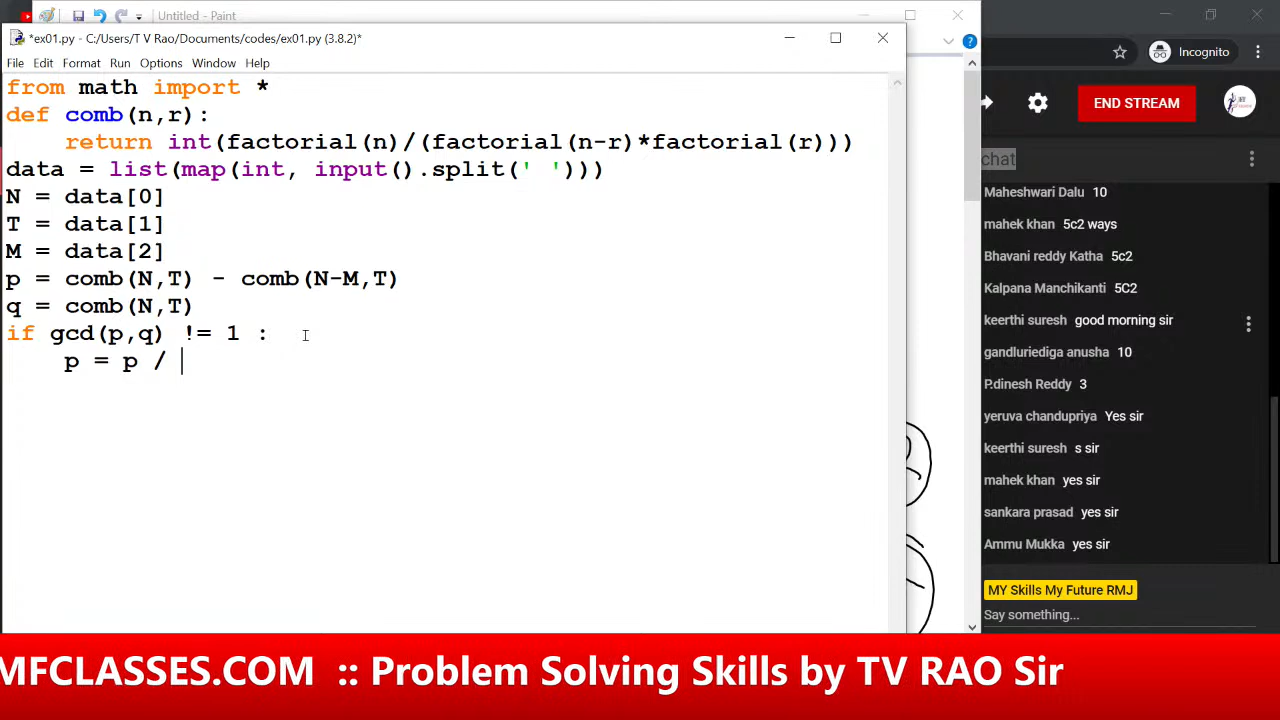 Untitled - Paint
*ex01.py - C:/Users/T V Rao/Documents/codes/ex01.py (3.8.2)*
File Edit Format Run Options Window Help
from math import *
def comb(n,r):
    return int(factorial(n)/(factorial(n-r)*factorial(r)))
data = list(map(int, input().split(' ')))
N = data[0]
T = data[1]
M = data[2]
p = comb(N,T) - comb(N-M,T)
q = comb(N,T)
if gcd(p,q) != 1 :
    p = p /
Incognito
END STREAM
chat
Maheshwari Dalu 10
mahek khan 5c2 ways
Bhavani reddy Katha 5c2
Kalpana Manchikanti 5C2
keerthi suresh good morning sir
gandluriediga anusha 10
P.dinesh Reddy 3
yeruva chandupriya Yes sir
keerthi suresh s sir
mahek khan yes sir
sankara prasad yes sir
Ammu Mukka yes sir
MY Skills My Future RMJ
Say something...
MFCLASSES.COM :: Problem Solving Skills by TV RAO Sir